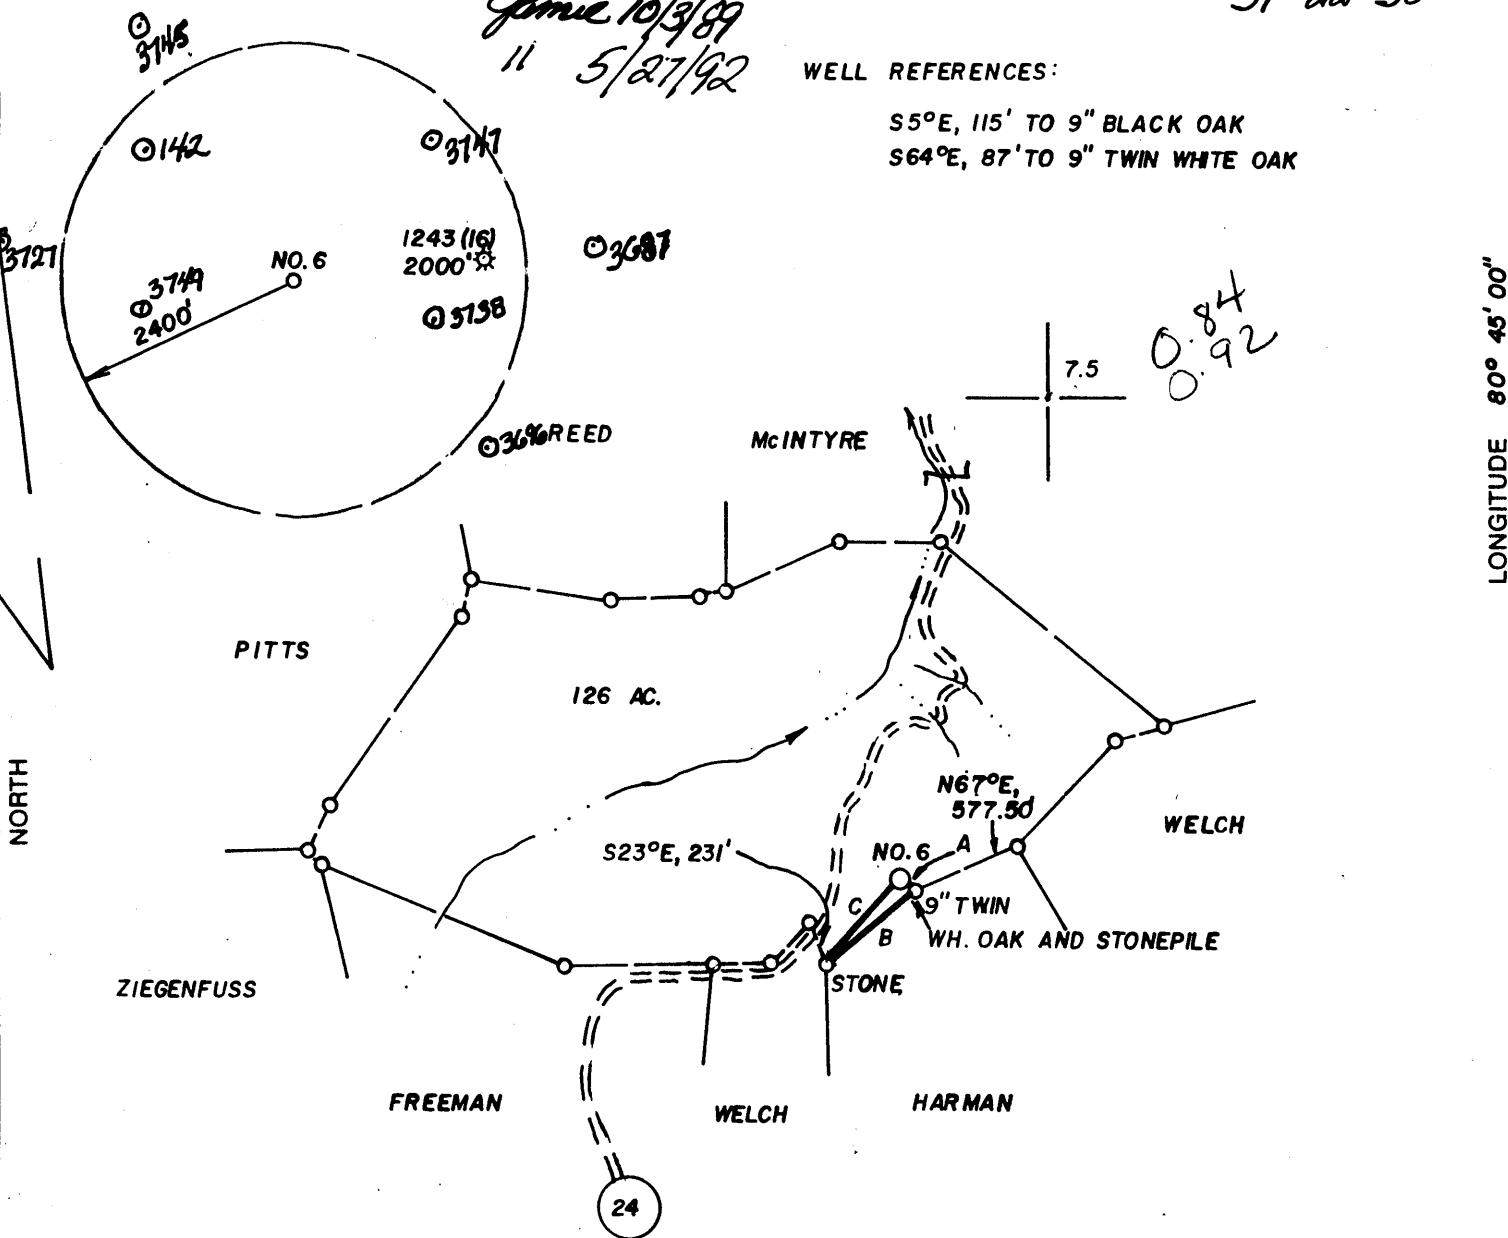 Jamie 10/3/89
" 5/27/92
3745
WELL REFERENCES:
S5°E, 115' TO 9" BLACK OAK
S64°E, 87' TO 9" TWIN WHITE OAK
142
3747
3727
NO. 6
1243 (16)
2000'
3687
3749
2400'
3738
7.5
0.84
0.92
LONGITUDE 80° 45' 00"
REED
McINTYRE
PITTS
126 AC.
NORTH
N67°E,
577.5'
WELCH
S23°E, 231'
NO. 6
A
C
9" TWIN
B
WH. OAK AND STONEPILE
STONE
ZIEGENFUSS
FREEMAN
WELCH
HARMAN
24